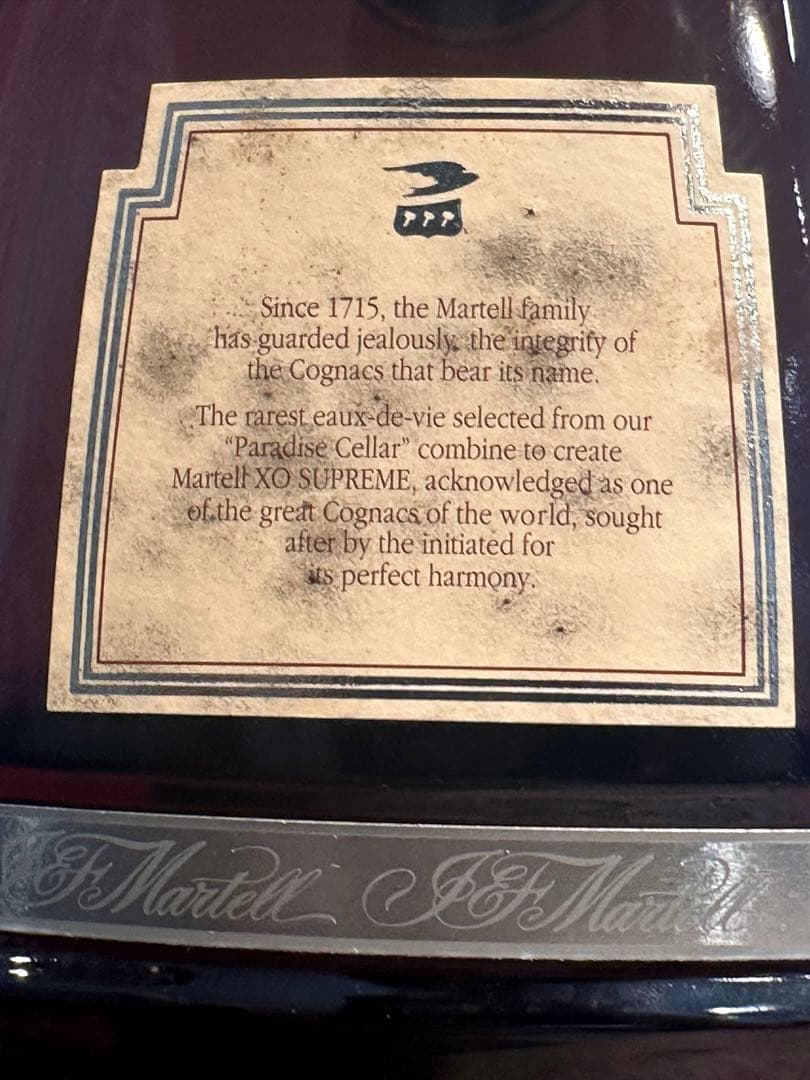 Since 1715, the Martell family
has guarded jealously, the integrity of
the Cognacs that bear its name.
The rarest eaux-de-vie selected from our
“Paradise Cellar” combine to create
Martell XO SUPREME, acknowledged as one
of the great Cognacs of the world, sought
after by the initiated for
its perfect harmony.
J&F Martell J&F Martell